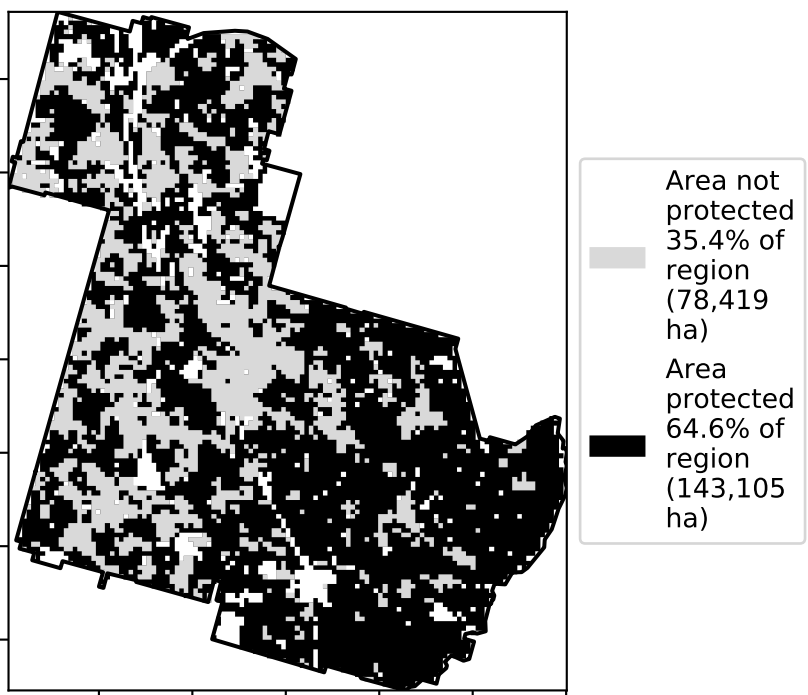 Area not
protected
35.4% of
region
(78,419
ha)
Area
protected
64.6% of
region
(143,105
ha)